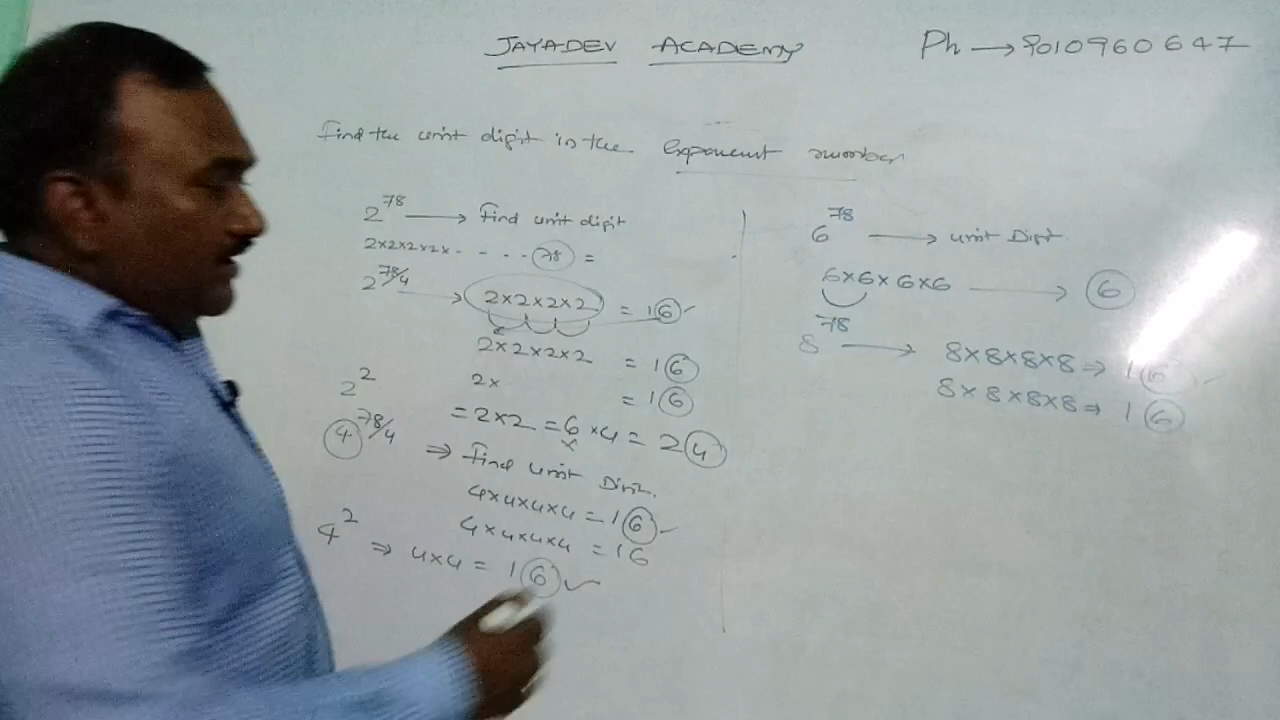 JAYADEV ACADEMY Ph → 9010960647
Find the unit digit in the Exponent number
2^78 → Find unit digit
2×2×2×2× - - - - 78 =
2^78/4 → 2×2×2×2 = 16 ✓
2×2×2×2 = 16
2^2 2× = 16
= 2×2 = 6×4 = 24
4^78/4 ⇒ Find Unit Digit.
4×4×4×4 = 16 ✓
4×4×4×4 = 16
4^2 ⇒ 4×4 = 16 ✓
6^78 → unit Digit
6×6×6×6 → 6
8^78 → 8×8×8×8 ⇒ 16 ✓
8×8×8×8 ⇒ 16